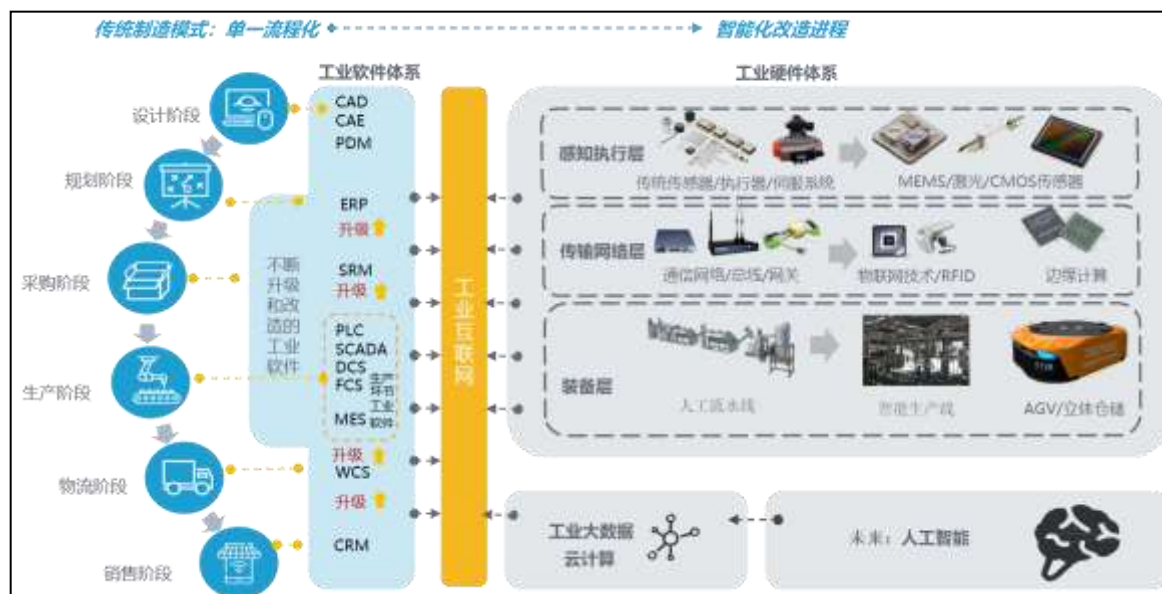 传统制造模式：单一流程化
智能化改造进程
工业软件体系
工业硬件体系
设计阶段
规划阶段
采购阶段
生产阶段
物流阶段
销售阶段
不断
升级
和改
造的
工业
软件
CAD
CAE
PDM
ERP
升级
SRM
升级
PLC
SCADA
DCS
FCS
MES
生产
环节
工业
软件
升级
WCS
升级
CRM
工业互联网
感知执行层
传统传感器/执行器/伺服系统
MEMS/激光/CMOS传感器
传输网络层
通信网络/总线/网关
物联网技术/RFID
边缘计算
装备层
人工流水线
智能生产线
AGV/立体仓储
工业大数据
云计算
未来：人工智能